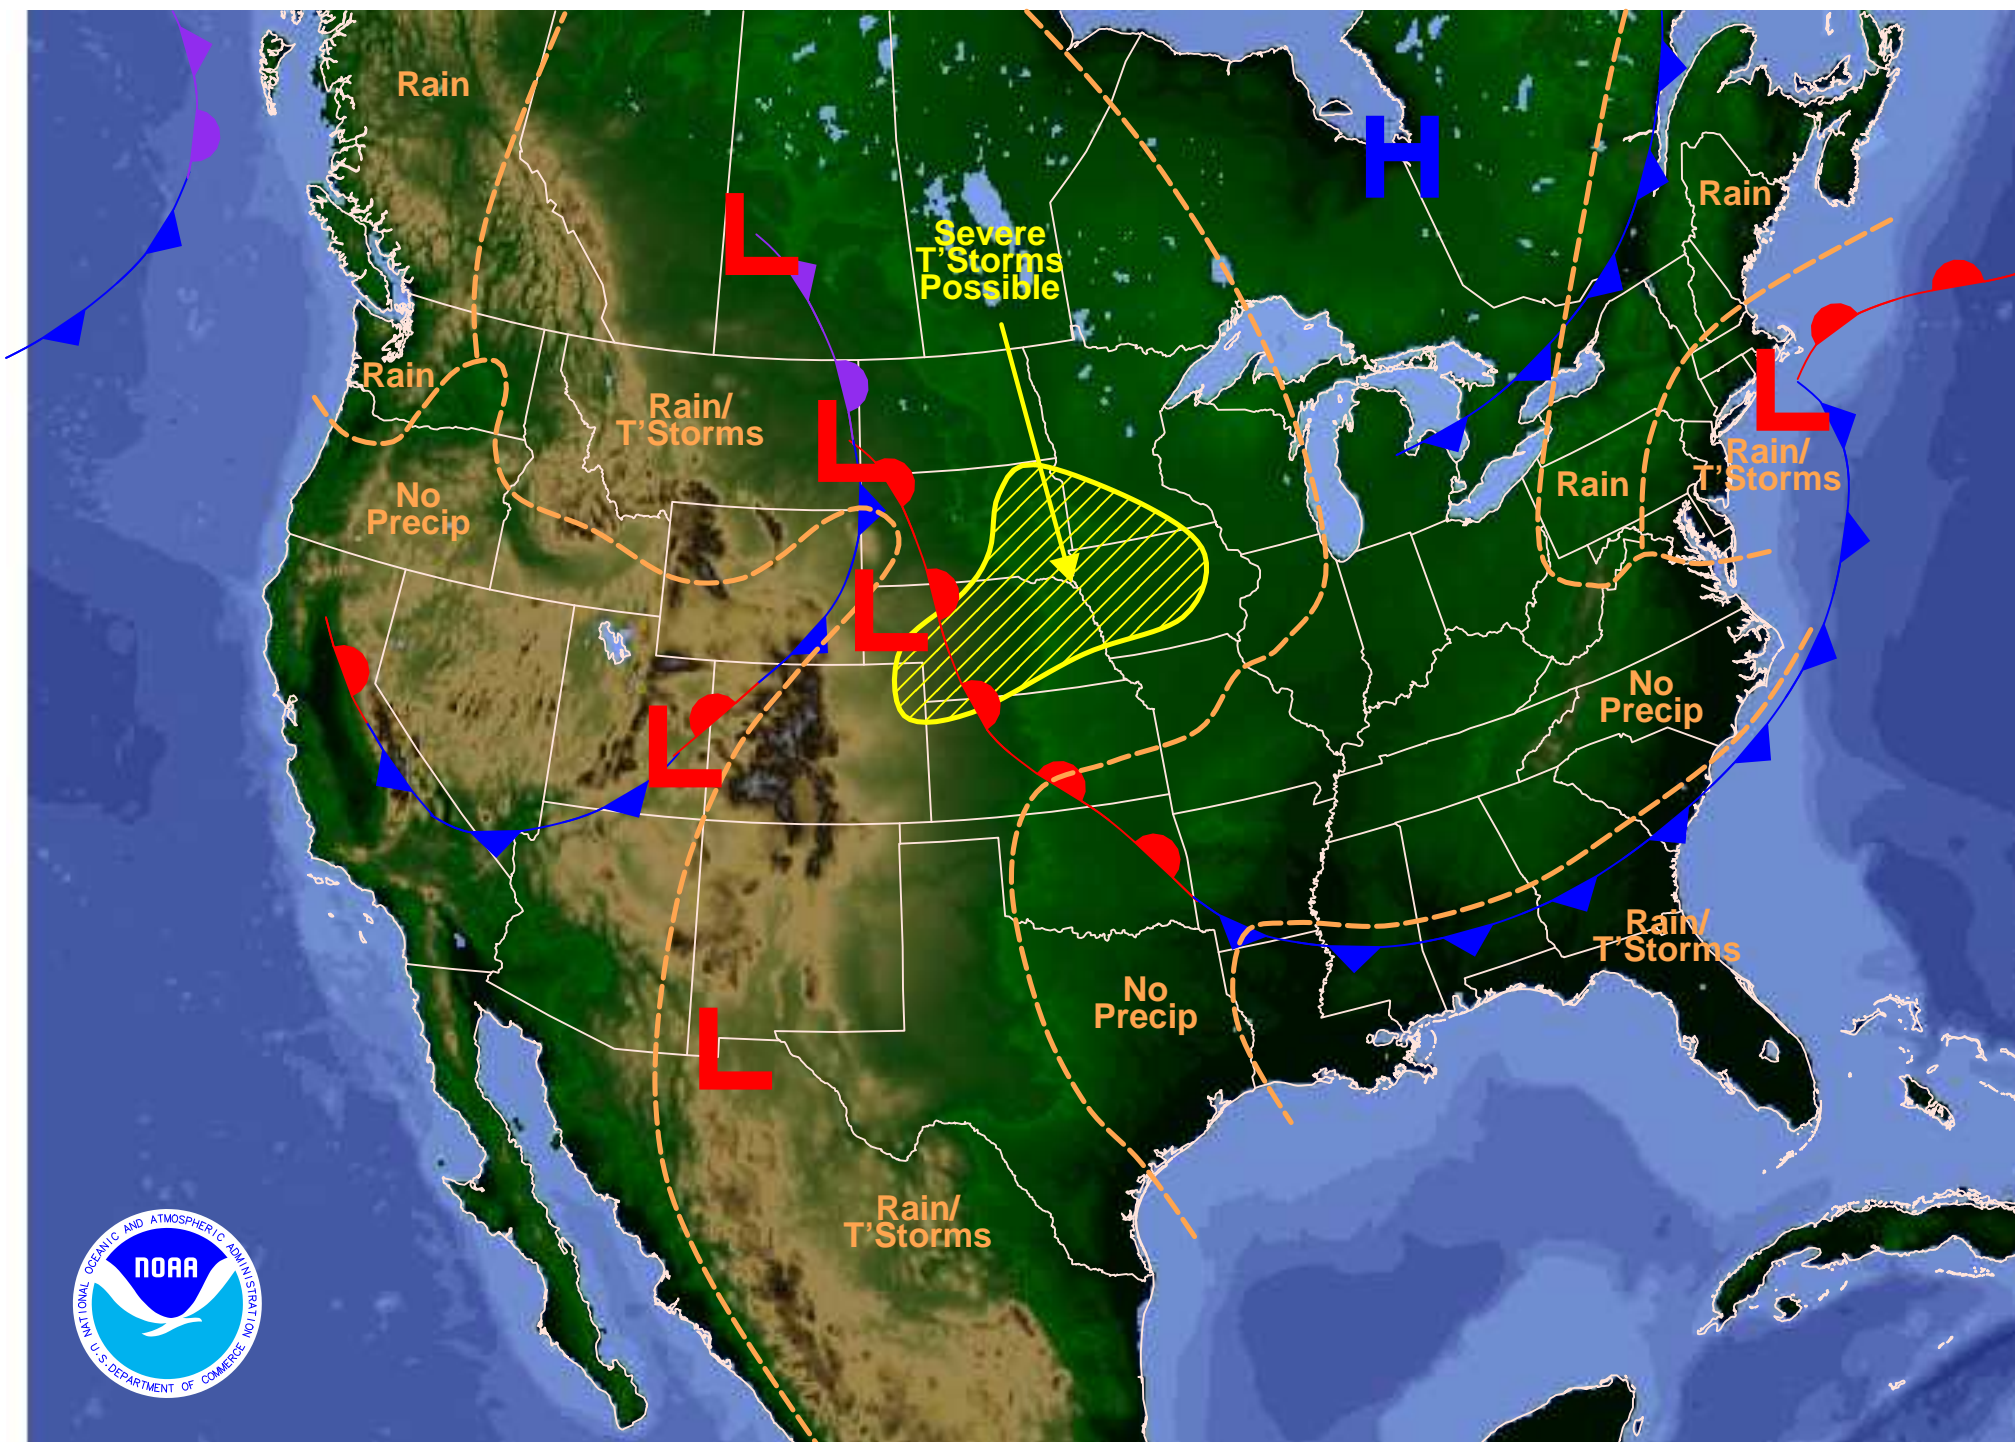 Rain
H
Rain
L
Severe
T'Storms
Possible
Rain
L
Rain/
T'Storms
L
Rain/
T'Storms
Rain
No
Precip
L
No
Precip
L
Rain/
T'Storms
No
Precip
L
Rain/
T'Storms
NATIONAL OCEANIC AND ATMOSPHERIC ADMINISTRATION
NOAA
U.S. DEPARTMENT OF COMMERCE